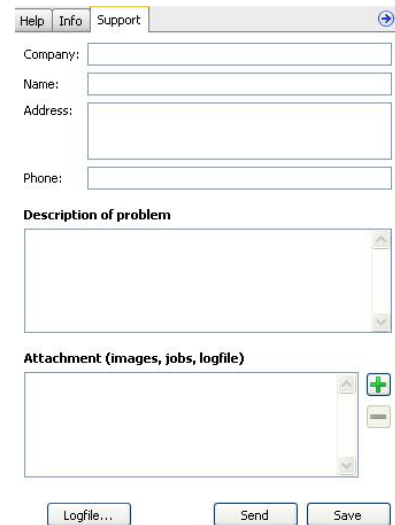 Help Info Support
Company:
Name:
Address:
Phone:
Description of problem
Attachment (images, jobs, logfile)
Logfile... Send Save